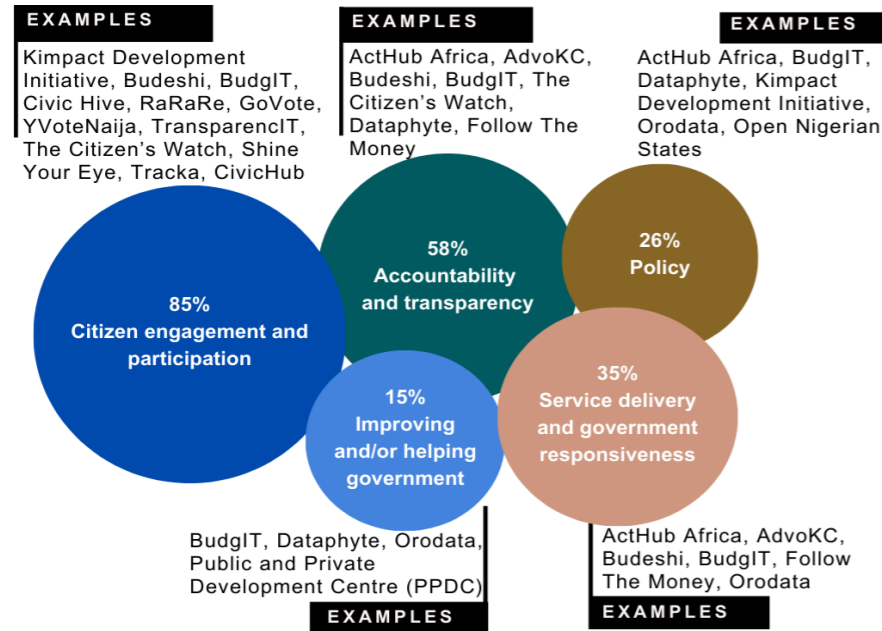 EXAMPLES
Kimpact Development
Initiative, Budeshi, BudgIT,
Civic Hive, RaRaRe, GoVote,
YVoteNaija, TransparencIT,
The Citizen's Watch, Shine
Your Eye, Tracka, CivicHub
EXAMPLES
ActHub Africa, AdvoKC,
Budeshi, BudgIT, The
Citizen's Watch,
Dataphyte, Follow The
Money
EXAMPLES
ActHub Africa, BudgIT,
Dataphyte, Kimpact
Development Initiative,
Orodata, Open Nigerian
States
85%
Citizen engagement and
participation
58%
Accountability
and transparency
26%
Policy
15%
Improving
and/or helping
government
35%
Service delivery
and government
responsiveness
BudgIT, Dataphyte, Orodata,
Public and Private
Development Centre (PPDC)
EXAMPLES
ActHub Africa, AdvoKC,
Budeshi, BudgIT, Follow
The Money, Orodata
EXAMPLES